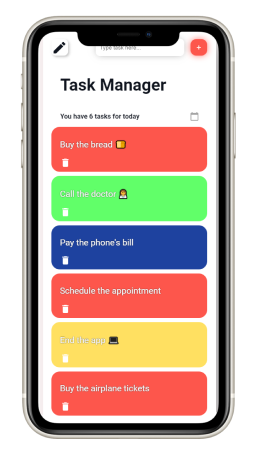 Type task here...
+
Task Manager
You have 6 tasks for today
Buy the bread 🍞
Call the doctor 👩‍⚕️
Pay the phone's bill
Schedule the appointment
End the app 💻
Buy the airplane tickets